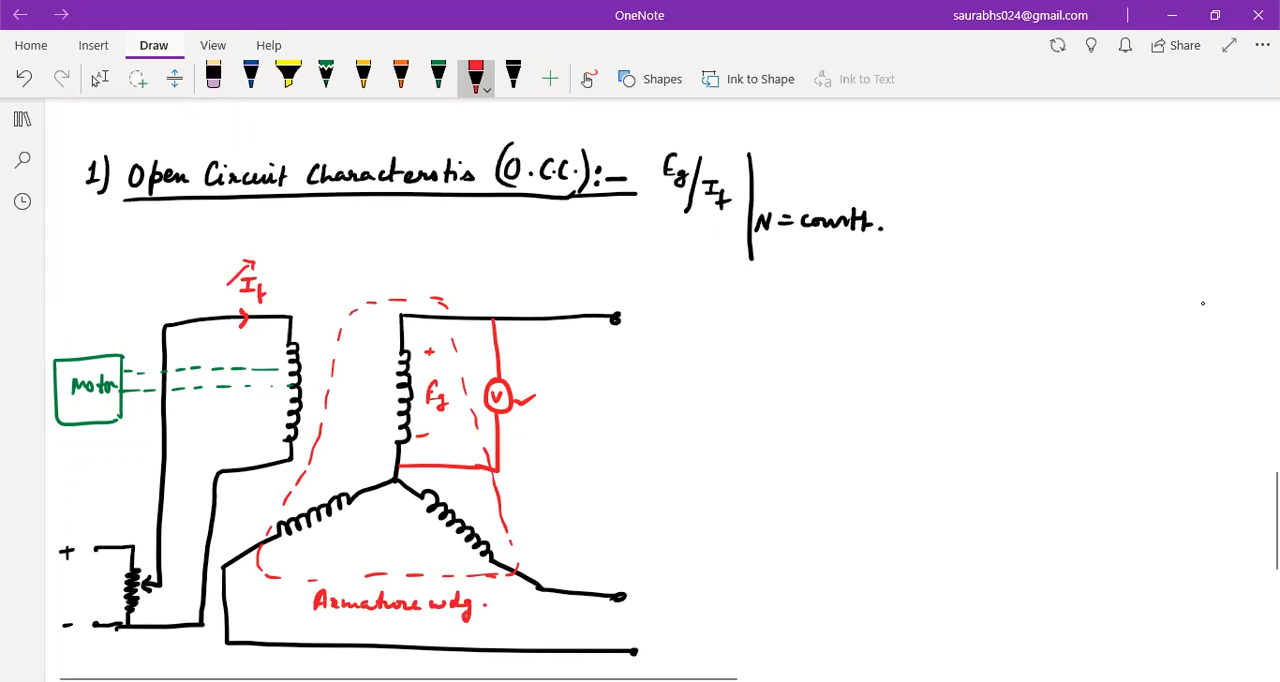 OneNote
saurabhs024@gmail.com
Home Insert Draw View Help
Share
Shapes Ink to Shape Ink to Text
1) Open Circuit Characterstis (O.C.C.):- Eg/If | N = constt.
If
Motor
+
Eg
V
-
+
-
Armature wdg.